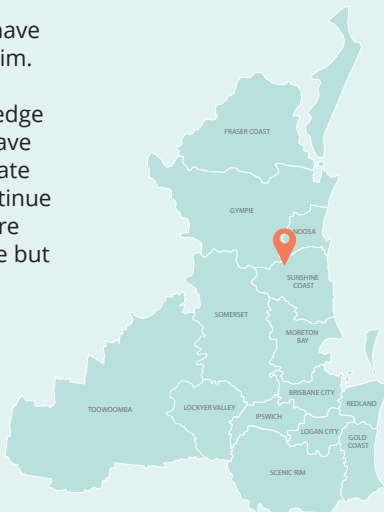 have
im.
edge
ave
ate
tinue
re
e but
FRASER COAST
GYMPIE
NOOSA
SUNSHINE
COAST
SOMERSET
MORETON
BAY
BRISBANE CITY
REDLAND
TOOWOOMBA
LOCKYER VALLEY
IPSWICH
LOGAN CITY
GOLD
COAST
SCENIC RIM